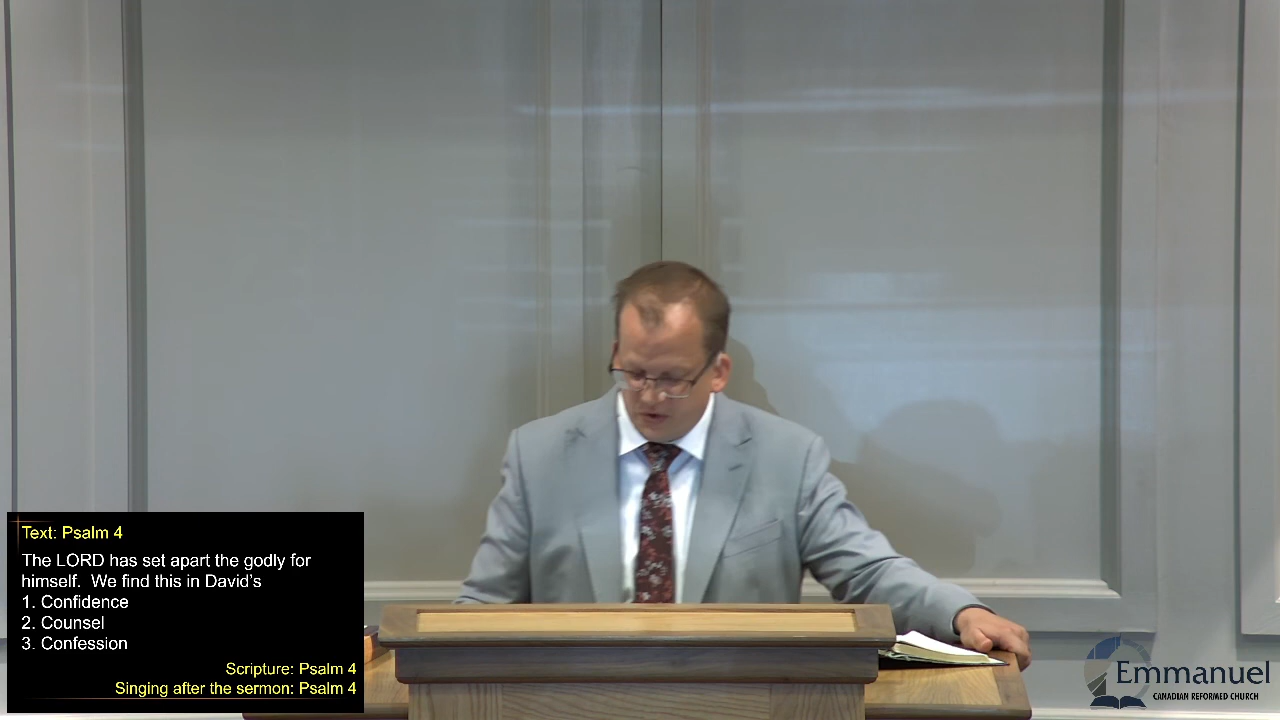 Text: Psalm 4
The LORD has set apart the godly for
himself.  We find this in David's
1. Confidence
2. Counsel
3. Confession
Scripture: Psalm 4
Singing after the sermon: Psalm 4
Emmanuel
CANADIAN REFORMED CHURCH